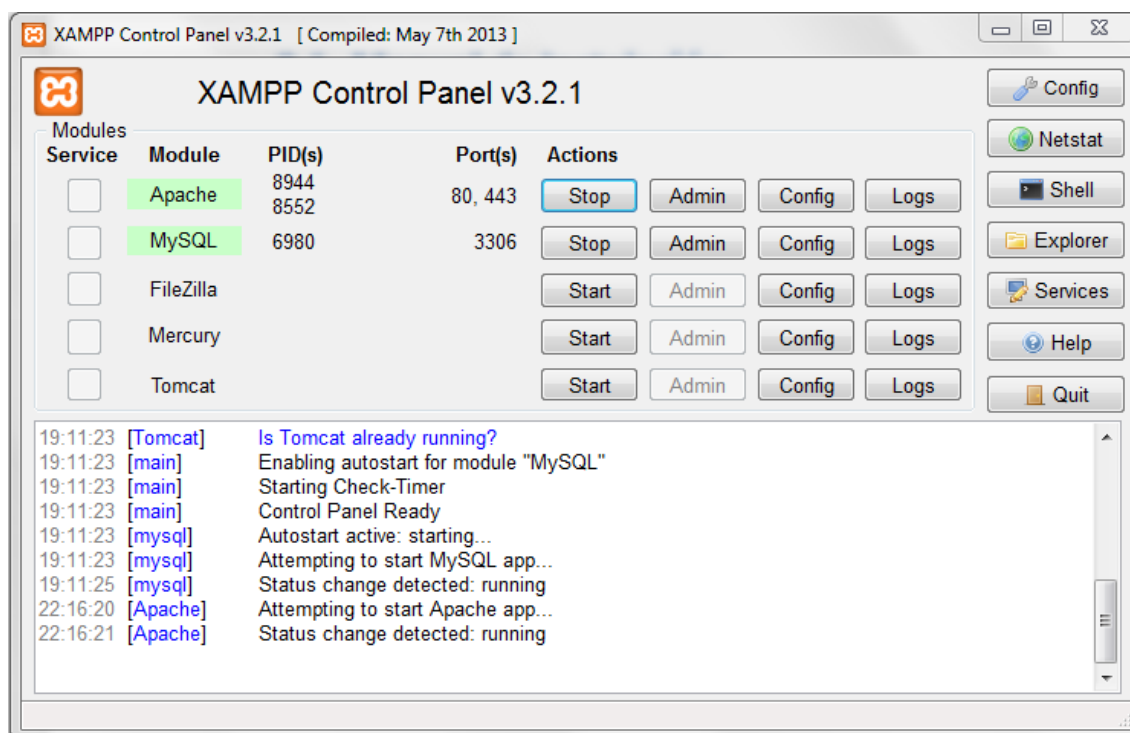 XAMPP Control Panel v3.2.1 [ Compiled: May 7th 2013 ]
XAMPP Control Panel v3.2.1
Config
Modules
Service Module PID(s) Port(s) Actions
Netstat
Apache 8944 8552 80, 443 Stop Admin Config Logs
Shell
MySQL 6980 3306 Stop Admin Config Logs
Explorer
FileZilla Start Admin Config Logs
Services
Mercury Start Admin Config Logs
Help
Tomcat Start Admin Config Logs
Quit
19:11:23 [Tomcat] Is Tomcat already running?
19:11:23 [main] Enabling autostart for module "MySQL"
19:11:23 [main] Starting Check-Timer
19:11:23 [main] Control Panel Ready
19:11:23 [mysql] Autostart active: starting...
19:11:23 [mysql] Attempting to start MySQL app...
19:11:25 [mysql] Status change detected: running
22:16:20 [Apache] Attempting to start Apache app...
22:16:21 [Apache] Status change detected: running